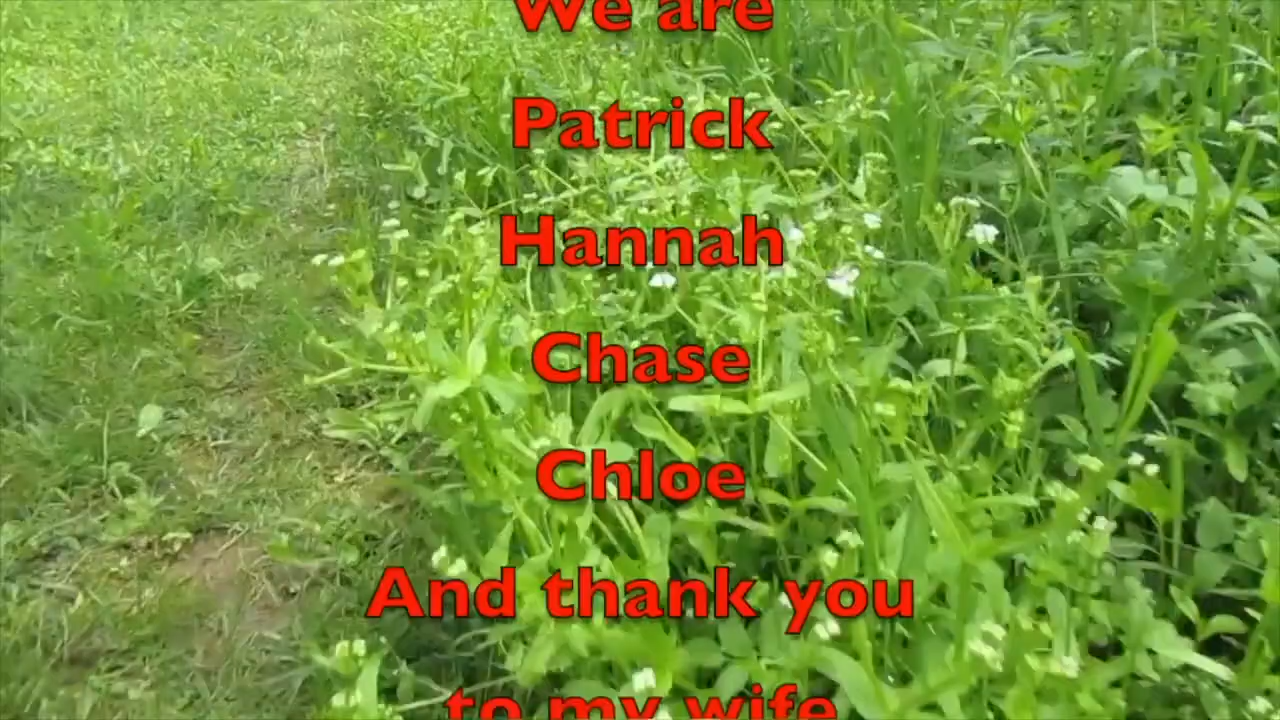 We are
Patrick
Hannah
Chase
Chloe
And thank you
to my wife